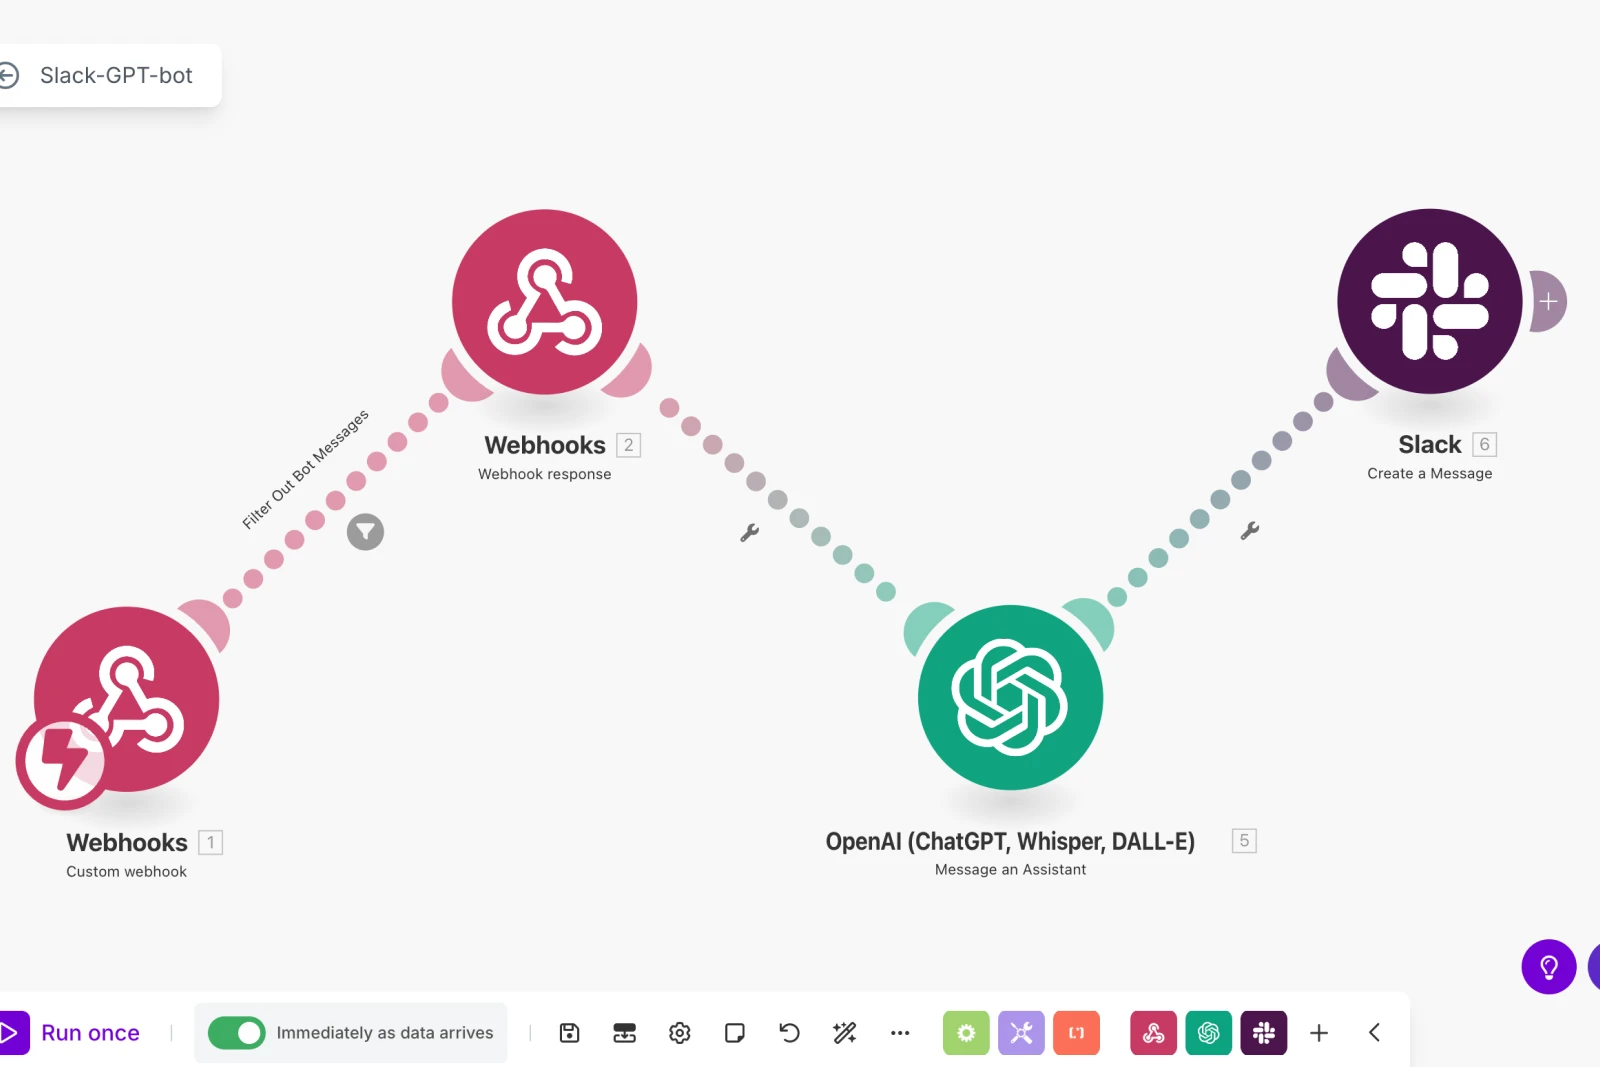 Slack-GPT-bot
Filter Out Bot Messages
Webhooks 2
Webhook response
Slack 6
Create a Message
Webhooks 1
Custom webhook
OpenAI (ChatGPT, Whisper, DALL-E) 5
Message an Assistant
Run once
Immediately as data arrives